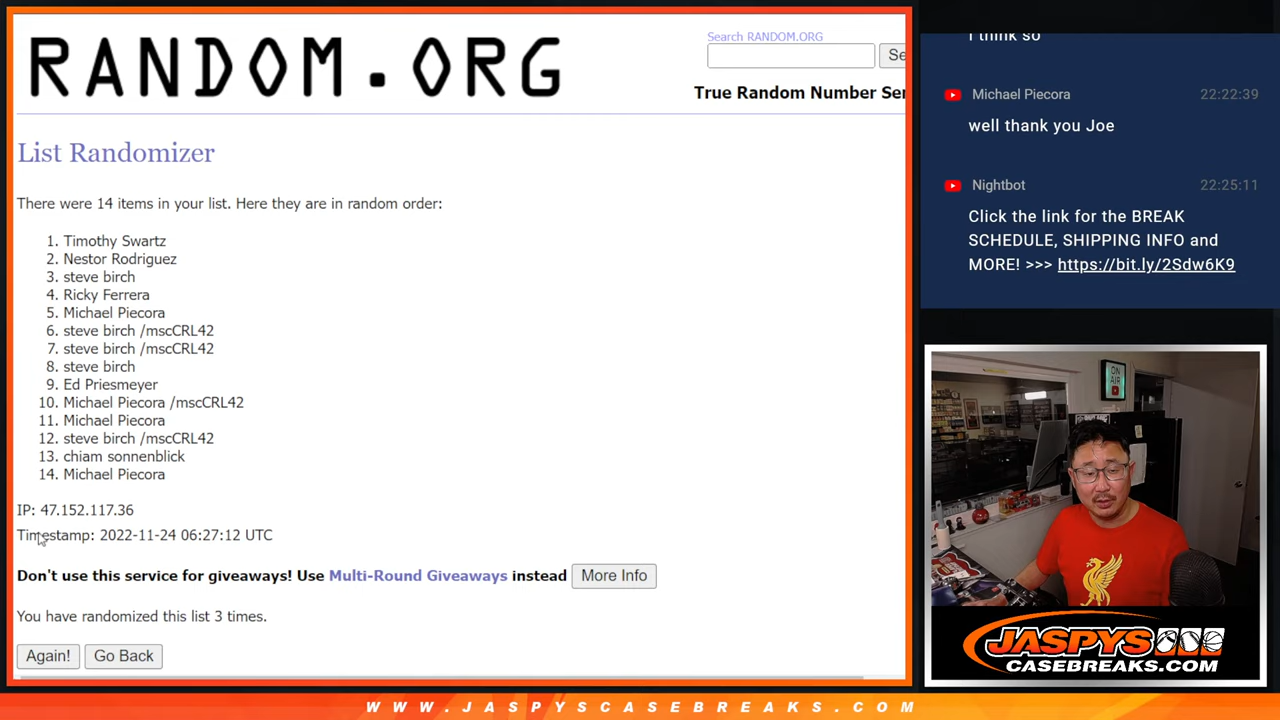 RANDOM.ORG
Search RANDOM.ORG
Se
True Random Number Ser
List Randomizer
There were 14 items in your list. Here they are in random order:
1. Timothy Swartz
2. Nestor Rodriguez
3. steve birch
4. Ricky Ferrera
5. Michael Piecora
6. steve birch /mscCRL42
7. steve birch /mscCRL42
8. steve birch
9. Ed Priesmeyer
10. Michael Piecora /mscCRL42
11. Michael Piecora
12. steve birch /mscCRL42
13. chiam sonnenblick
14. Michael Piecora
IP: 47.152.117.36
Timestamp: 2022-11-24 06:27:12 UTC
Don't use this service for giveaways! Use Multi-Round Giveaways instead More Info
You have randomized this list 3 times.
Again! Go Back
I think so
Michael Piecora 22:22:39
well thank you Joe
Nightbot 22:25:11
Click the link for the BREAK
SCHEDULE, SHIPPING INFO and
MORE! >>> https://bit.ly/2Sdw6K9
ON
AIR
JASPYS
CASEBREAKS.COM
WWW.JASPYSCASEBREAKS.COM